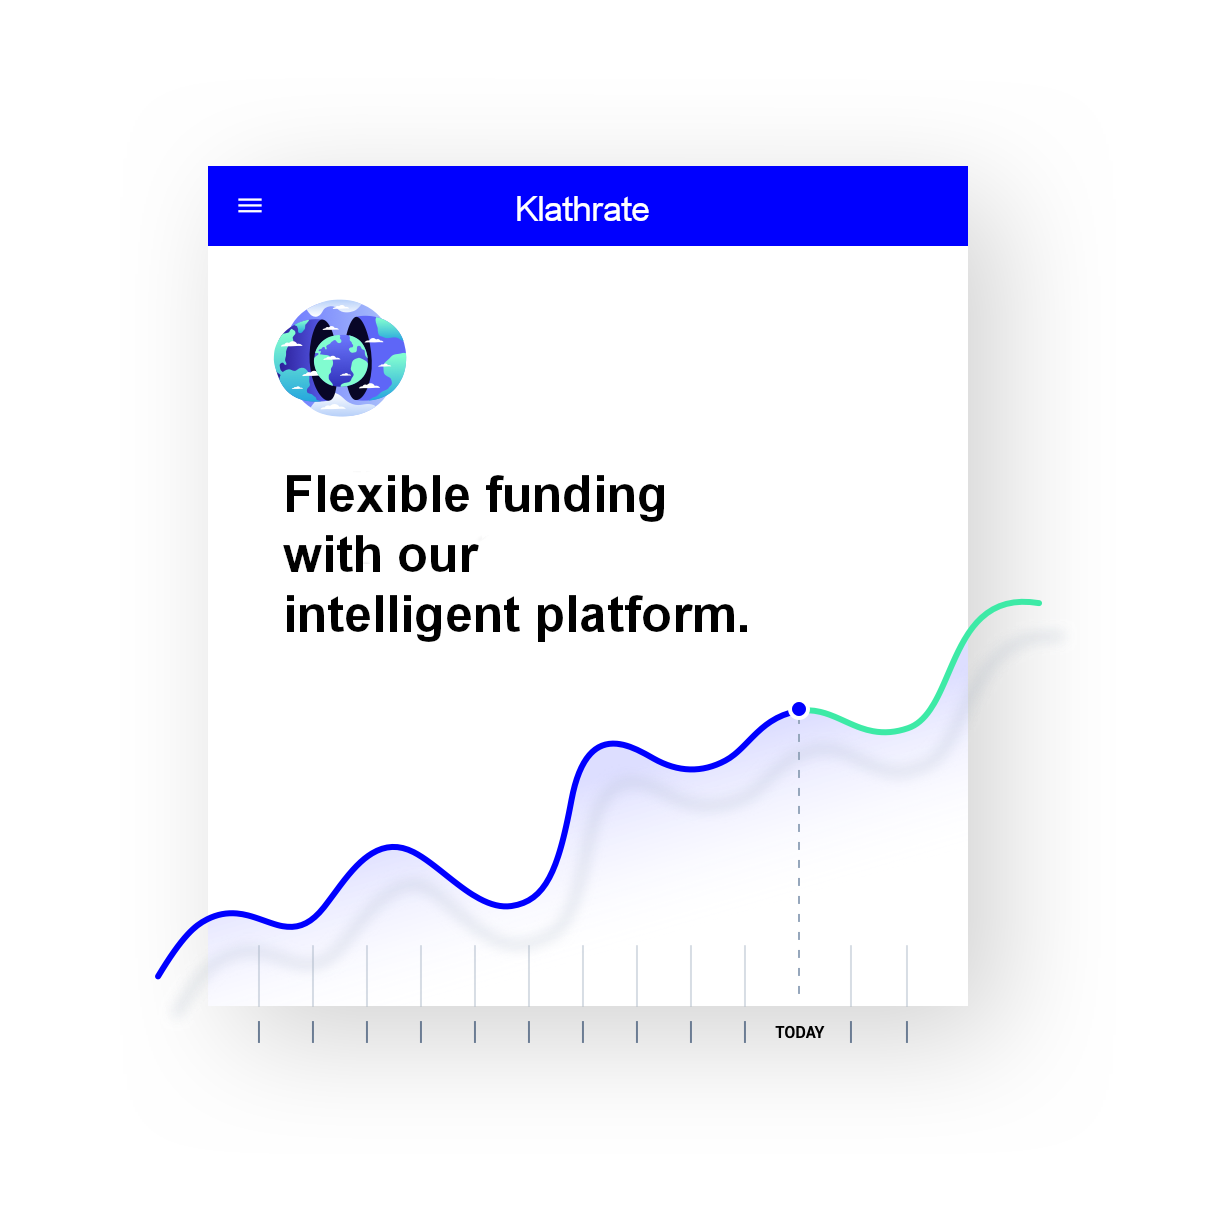 Klathrate
Flexible funding
with our
intelligent platform.
TODAY